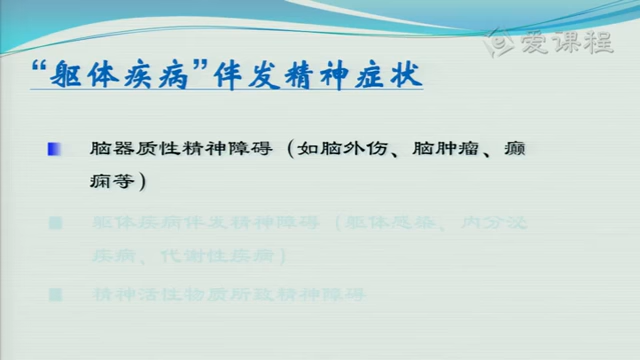 爱课程
“躯体疾病”伴发精神症状
脑器质性精神障碍（如脑外伤、脑肿瘤、癫
痫等）
躯体疾病伴发精神障碍（躯体感染、内分泌
疾病、代谢性疾病）
精神活性物质所致精神障碍